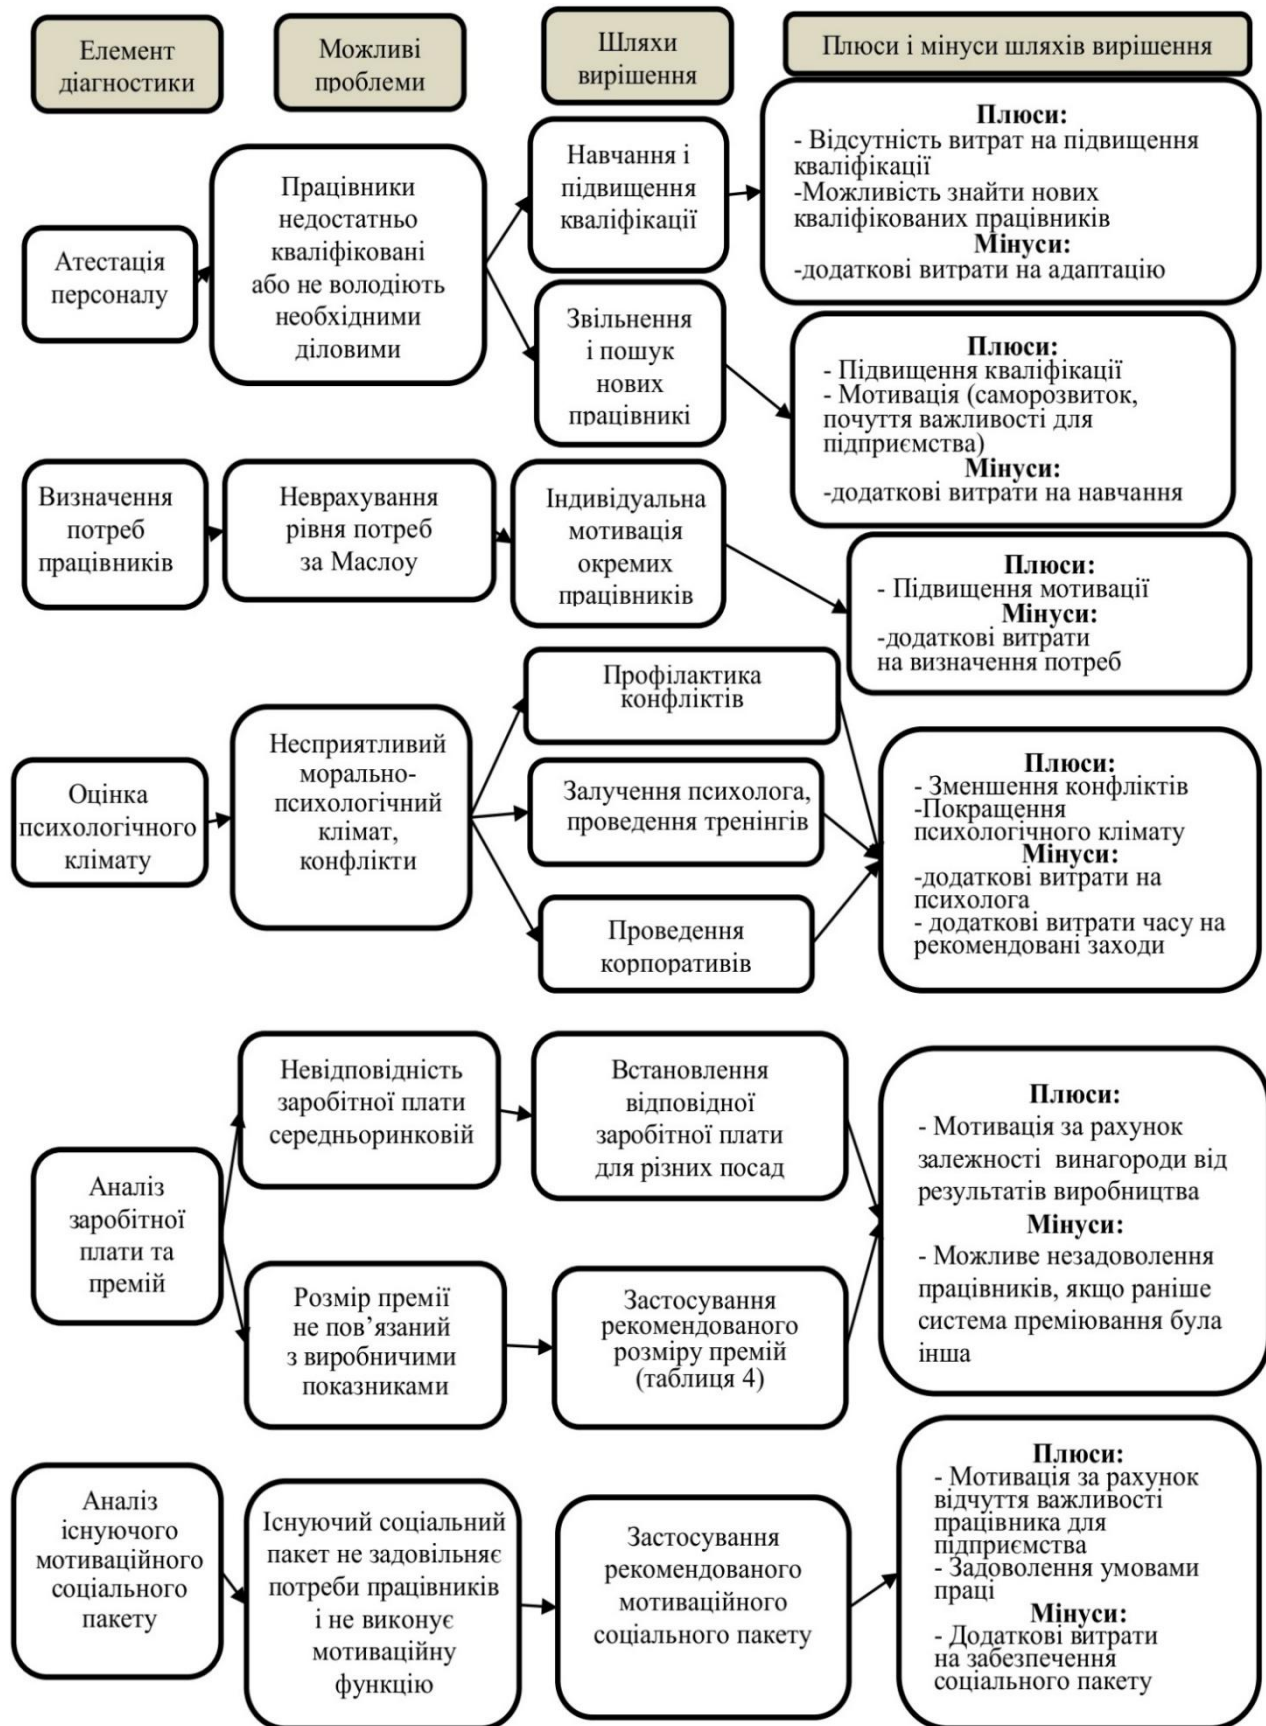 Елемент
діагностики
Можливі
проблеми
Шляхи
вирішення
Плюси і мінуси шляхів вирішення
Атестація
персоналу
Працівники
недостатньо
кваліфіковані
або не володіють
необхідними
діловими
Навчання і
підвищення
кваліфікації
Плюси:
- Відсутність витрат на підвищення
кваліфікації
-Можливість знайти нових
кваліфікованих працівників
Мінуси:
-додаткові витрати на адаптацію
Звільнення
і пошук
нових
працівникі
Плюси:
- Підвищення кваліфікації
- Мотивація (саморозвиток,
почуття важливості для
підприємства)
Мінуси:
-додаткові витрати на навчання
Визначення
потреб
працівників
Неврахування
рівня потреб
за Маслоу
Індивідуальна
мотивація
окремих
працівників
Плюси:
- Підвищення мотивації
Мінуси:
-додаткові витрати
на визначення потреб
Оцінка
психологічного
клімату
Несприятливий
морально-
психологічний
клімат,
конфлікти
Профілактика
конфліктів
Залучення психолога,
проведення тренінгів
Проведення
корпоративів
Плюси:
- Зменшення конфліктів
-Покращення
психологічного клімату
Мінуси:
-додаткові витрати на
психолога
- додаткові витрати часу на
рекомендовані заходи
Аналіз
заробітної
плати та
премій
Невідповідність
заробітної плати
середньоринковій
Встановлення
відповідної
заробітної плати
для різних посад
Розмір премії
не пов’язаний
з виробничими
показниками
Застосування
рекомендованого
розміру премій
(таблиця 4)
Плюси:
- Мотивація за рахунок
залежності винагороди від
результатів виробництва
Мінуси:
- Можливе незадоволення
працівників, якщо раніше
система преміювання була
інша
Аналіз
існуючого
мотиваційного
соціального
пакету
Існуючий соціальний
пакет не задовільняє
потреби працівників
і не виконує
мотиваційну
функцію
Застосування
рекомендованого
мотиваційного
соціального пакету
Плюси:
- Мотивація за рахунок
відчуття важливості
працівника для
підприємства
- Задоволення умовами
праці
Мінуси:
- Додаткові витрати
на забезпечення
соціального пакету